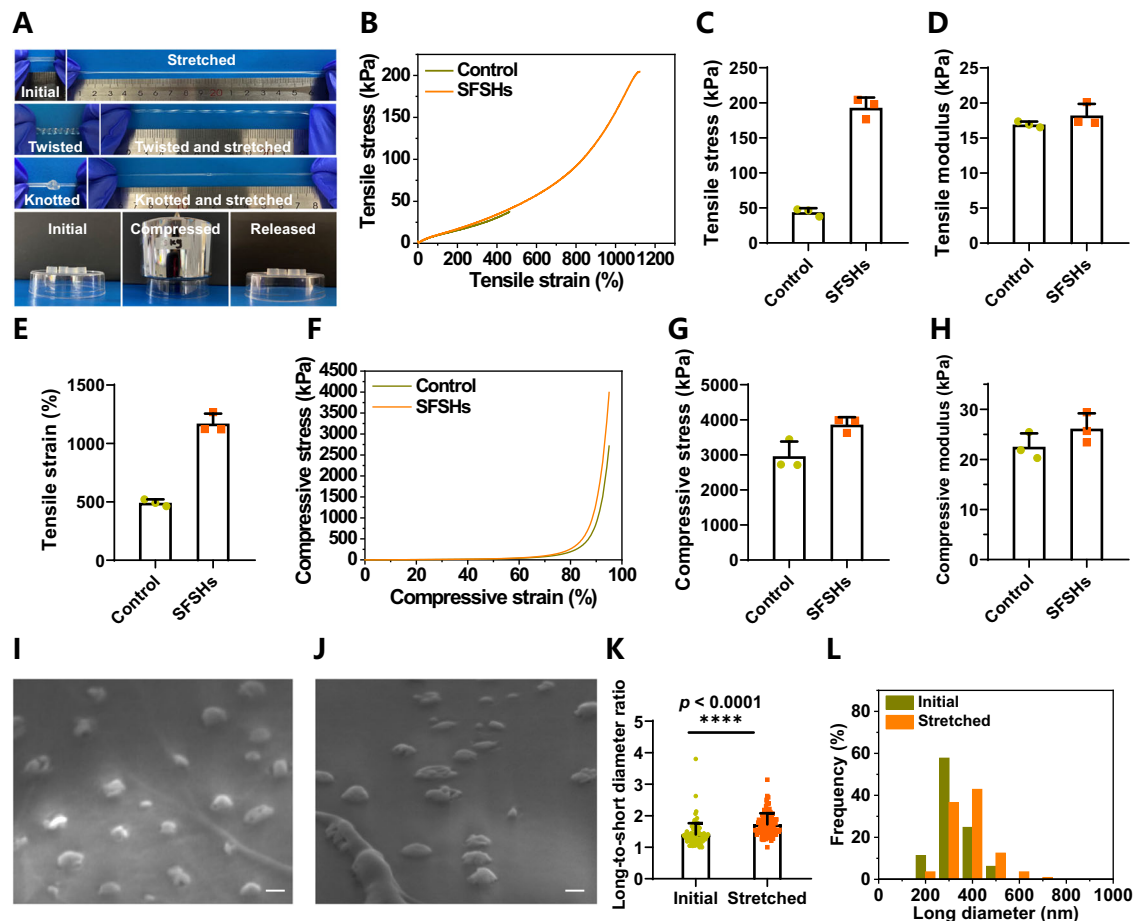 A
Initial
Stretched
Twisted
Twisted and stretched
Knotted
Knotted and stretched
Initial
Compressed
Released
B
Tensile stress (kPa)
200
150
100
50
0
Control
SFSHs
0 200 400 600 800 1000 1200
Tensile strain (%)
C
Tensile stress (kPa)
250
200
150
100
50
0
Control
SFSHs
D
Tensile modulus (kPa)
25
20
15
10
5
0
Control
SFSHs
E
Tensile strain (%)
1500
1000
500
0
Control
SFSHs
F
Compressive stress (kPa)
4500
4000
3500
3000
2500
2000
1500
1000
500
0
Control
SFSHs
0 20 40 60 80 100
Compressive strain (%)
G
Compressive stress (kPa)
5000
4000
3000
2000
1000
0
Control
SFSHs
H
Compressive modulus (kPa)
30
20
10
0
Control
SFSHs
I
J
K
Long-to-short diameter ratio
p < 0.0001
****
5
4
3
2
1
0
Initial Stretched
L
Frequency (%)
80
60
40
20
0
Initial
Stretched
0 200 400 600 800 1000
Long diameter (nm)